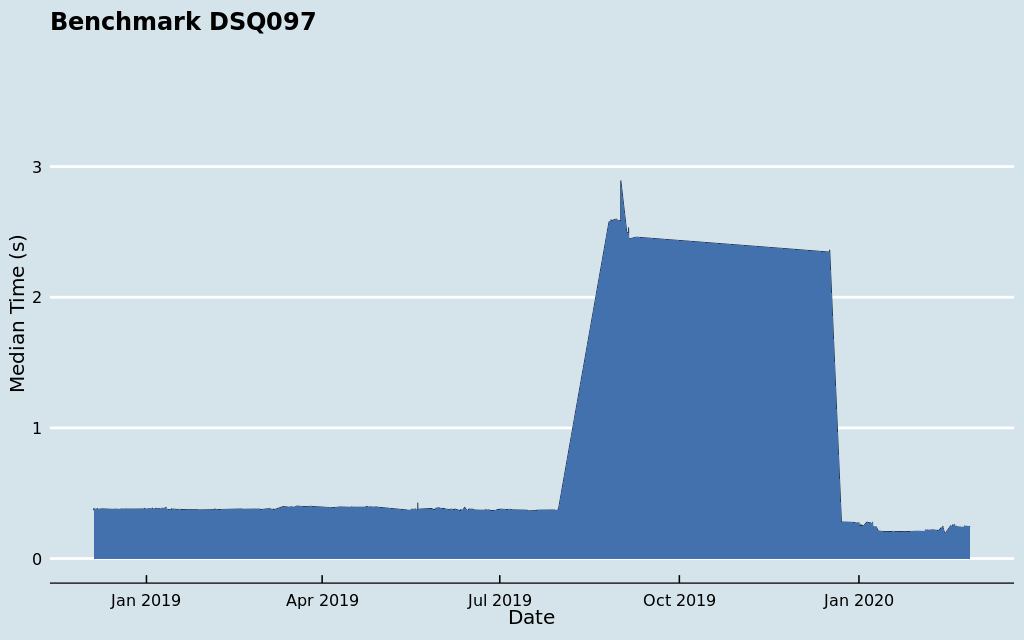 Benchmark DSQ097
3
2
1
0
Median Time (s)
Jan 2019
Apr 2019
Jul 2019
Oct 2019
Jan 2020
Date